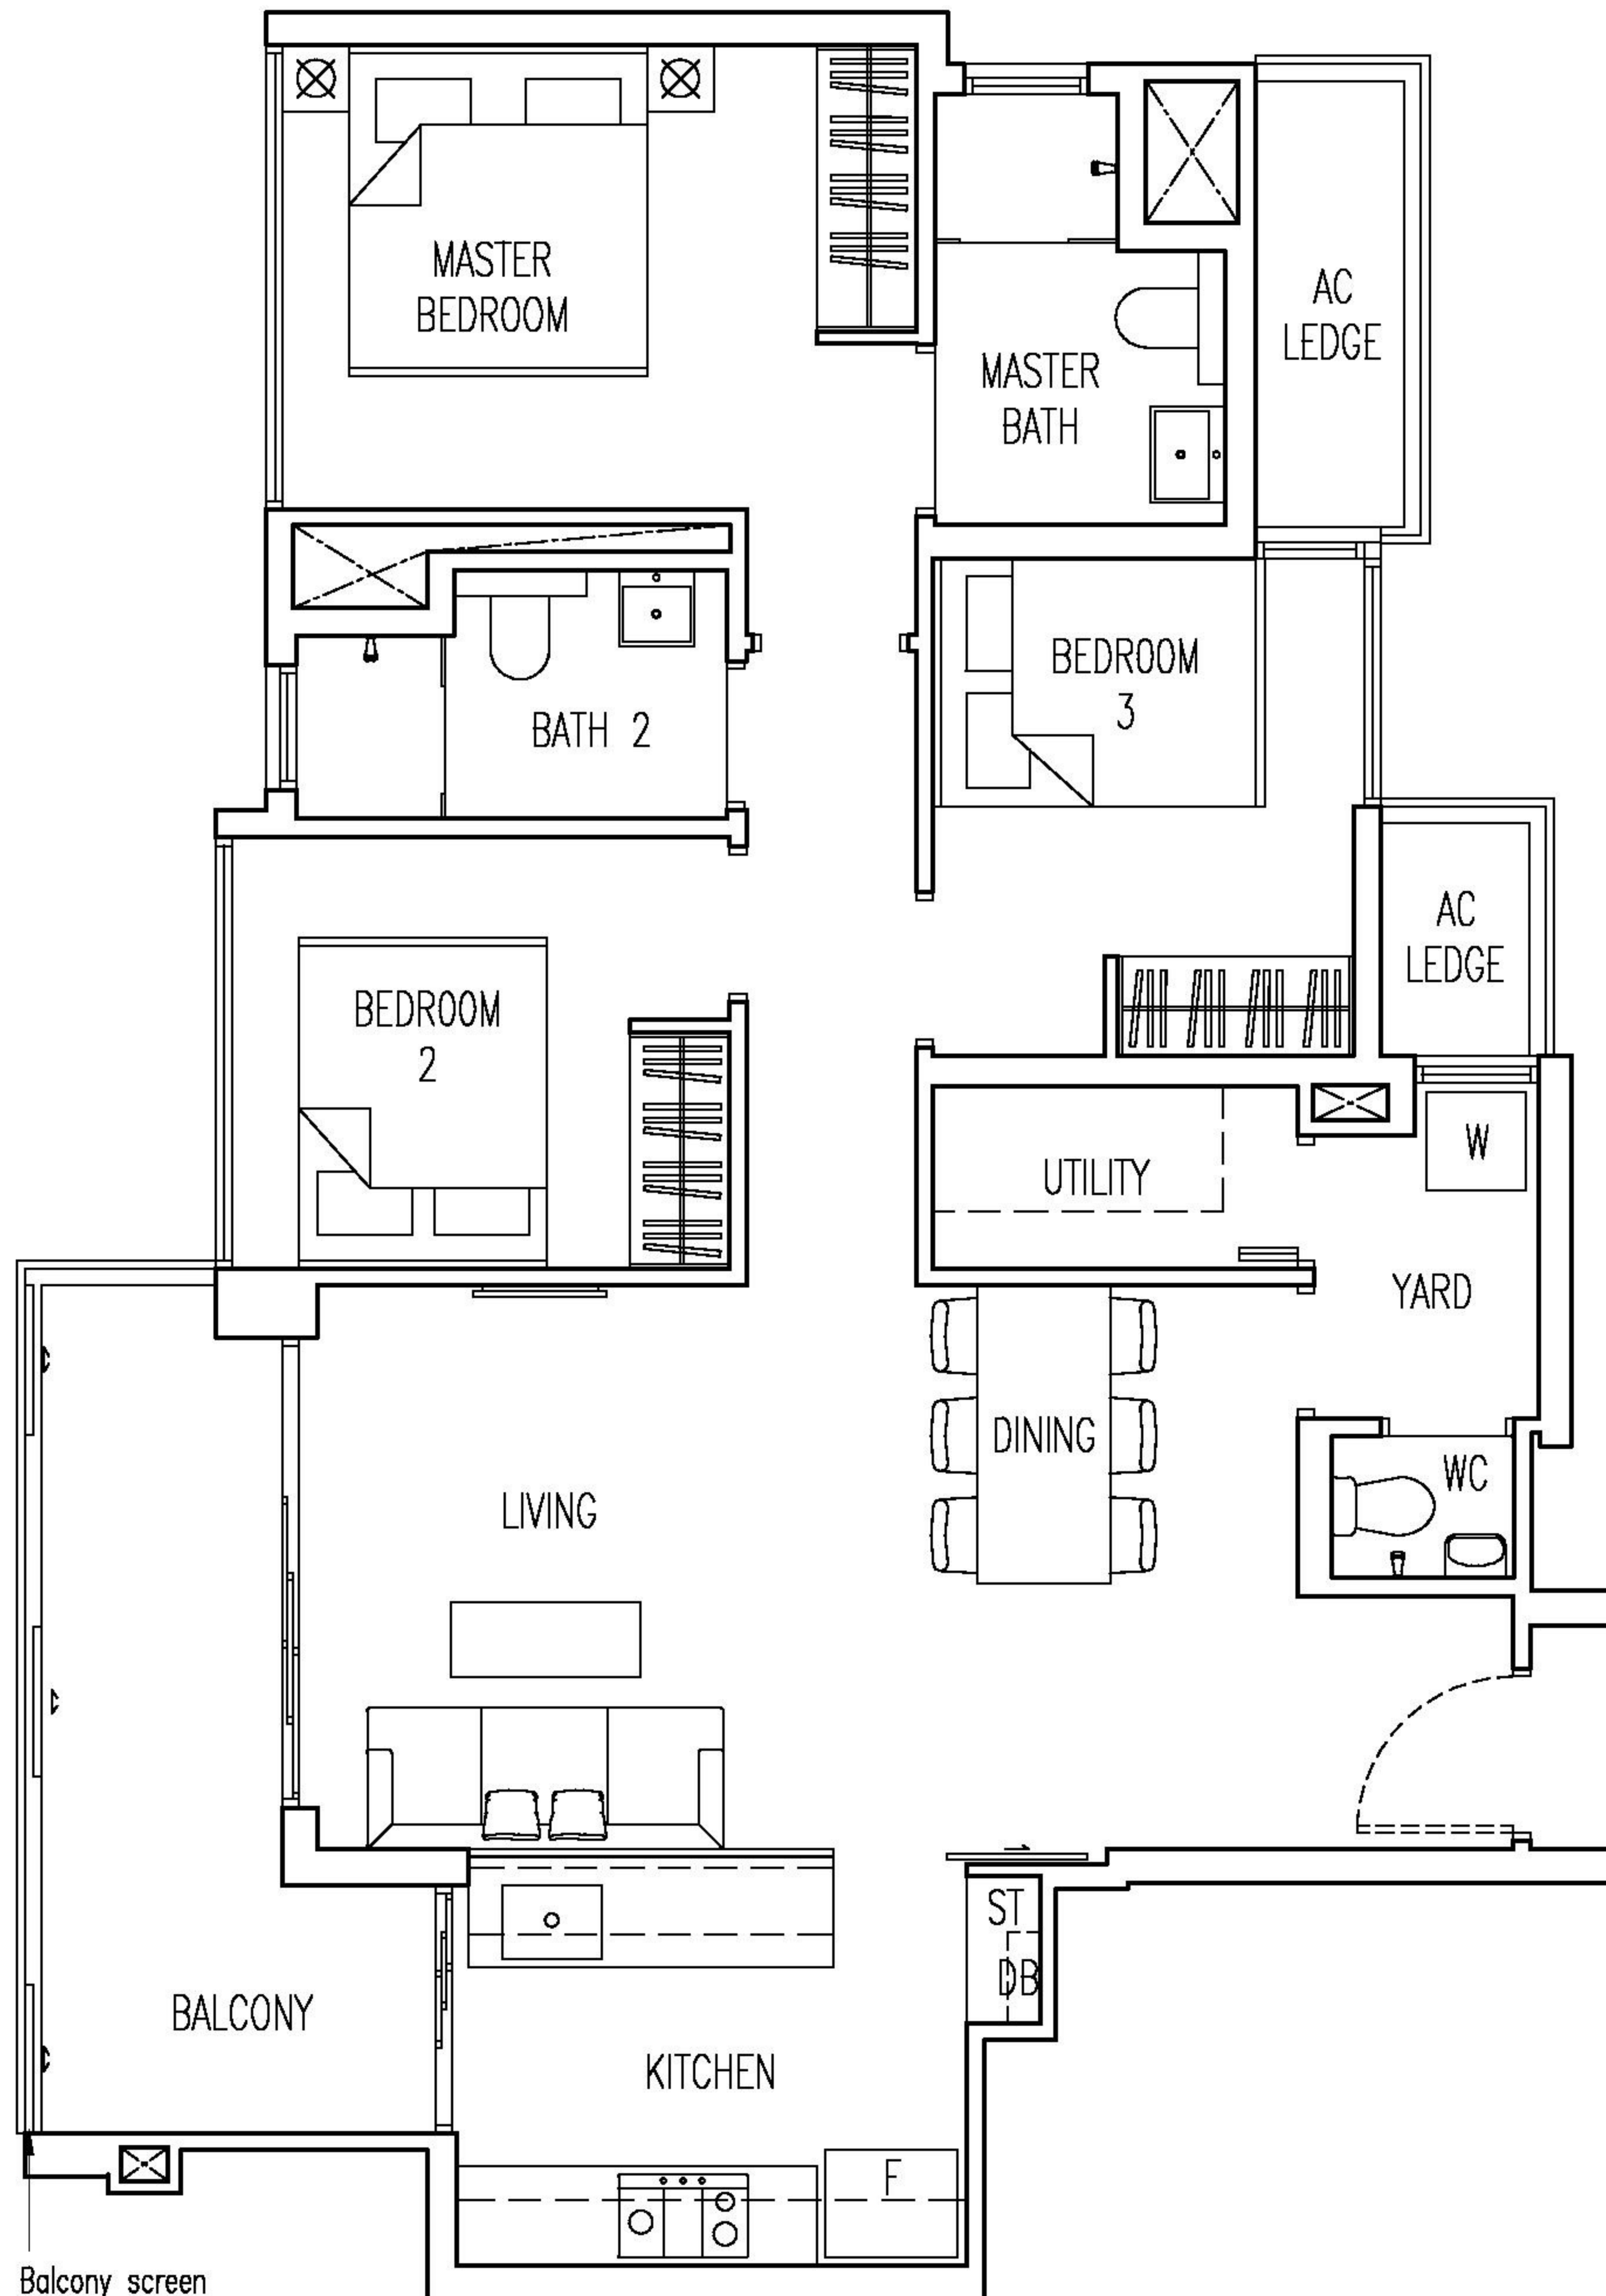 MASTER
BEDROOM
AC
LEDGE
MASTER
BATH
BEDROOM
3
BATH 2
AC
LEDGE
BEDROOM
2
W
UTILITY
YARD
DINING
WC
LIVING
ST
DB
BALCONY
KITCHEN
F
Balcony screen